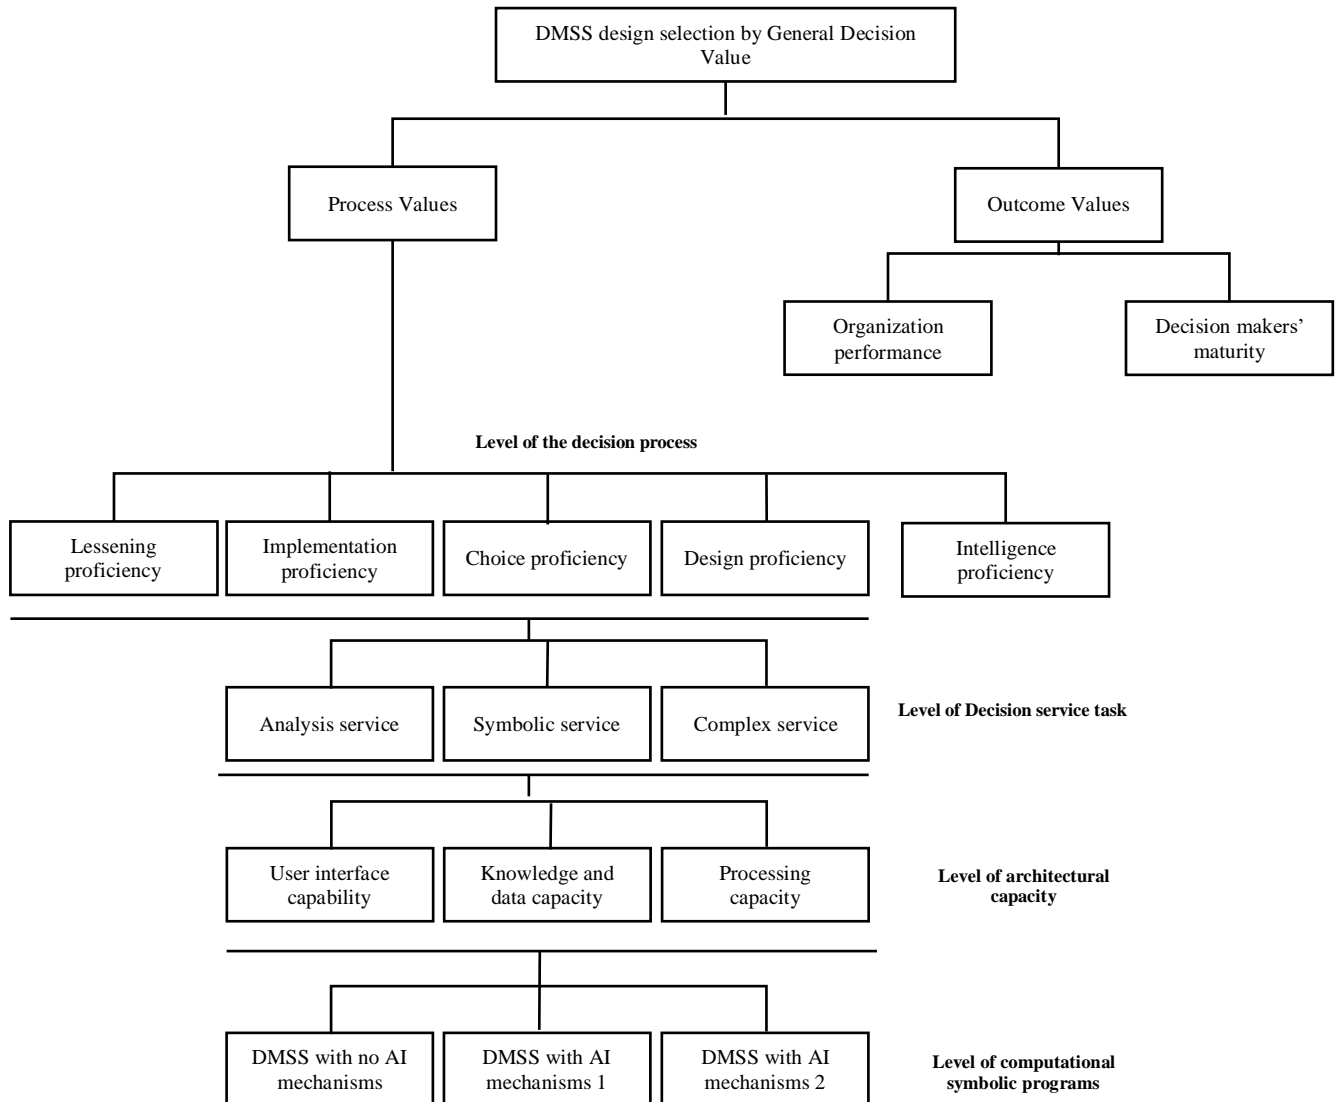 DMSS design selection by General Decision
Value
Process Values
Outcome Values
Organization
performance
Decision makers’
maturity
Level of the decision process
Lessening
proficiency
Implementation
proficiency
Choice proficiency
Design proficiency
Intelligence
proficiency
Analysis service
Symbolic service
Complex service
Level of Decision service task
User interface
capability
Knowledge and
data capacity
Processing
capacity
Level of architectural
capacity
DMSS with no AI
mechanisms
DMSS with AI
mechanisms 1
DMSS with AI
mechanisms 2
Level of computational
symbolic programs